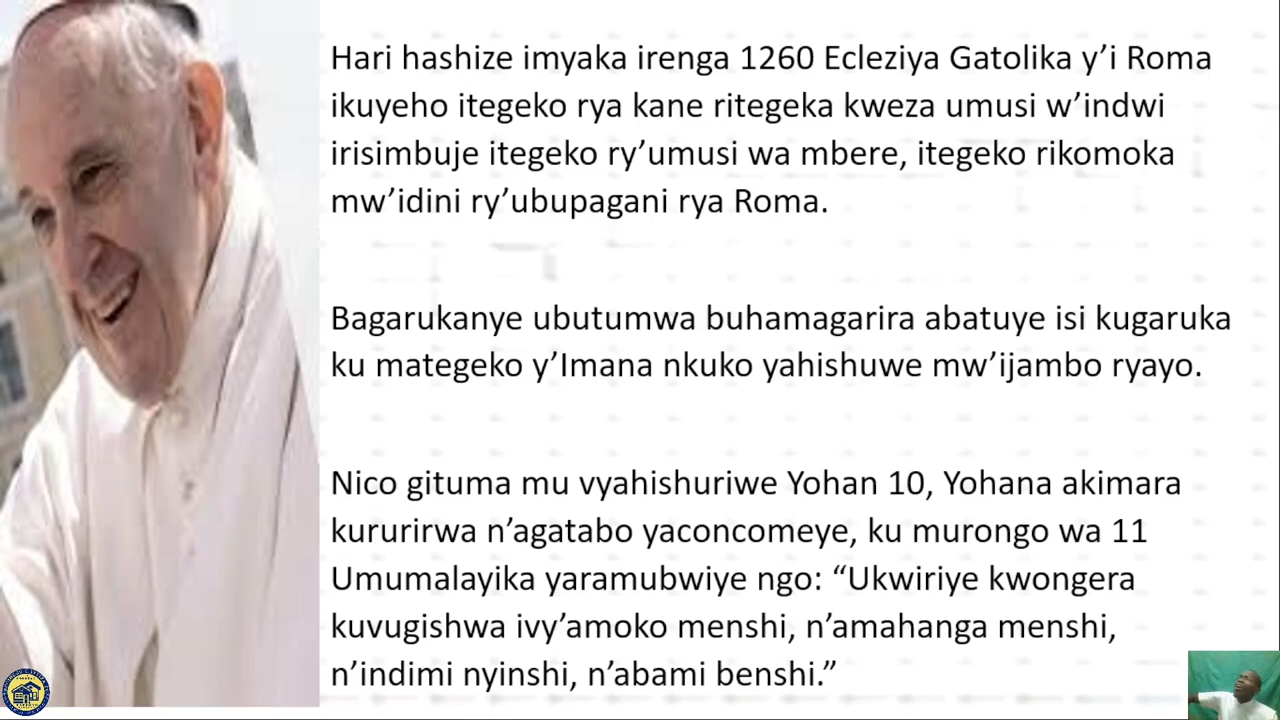 Hari hashize imyaka irenga 1260 Ecleziya Gatolika y’i Roma
ikuyeho itegeko rya kane ritegeka kweza umusi w’indwi
irisimbuje itegeko ry’umusi wa mbere, itegeko rikomoka
mw’idini ry’ubupagani rya Roma.
Bagarukanye ubutumwa buhamagarira abatuye isi kugaruka
ku mategeko y’Imana nkuko yahishuwe mw’ijambo ryayo.
Nico gituma mu vyahishuriwe Yohan 10, Yohana akimara
kururirwa n’agatabo yaconcomeye, ku murongo wa 11
Umumalayika yaramubwiye ngo: “Ukwiriye kwongera
kuvugishwa ivy’amoko menshi, n’amahanga menshi,
n’indimi nyinshi, n’abami benshi.”